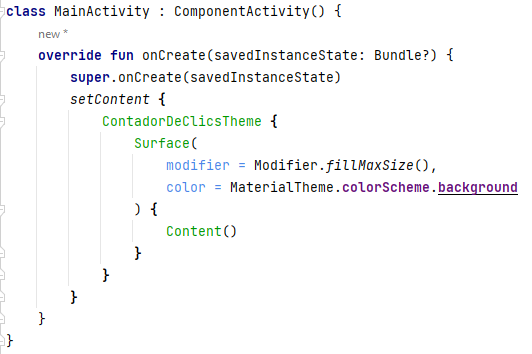 class MainActivity : ComponentActivity() {
new *
override fun onCreate(savedInstanceState: Bundle?) {
super.onCreate(savedInstanceState)
setContent {
ContadorDeClicsTheme {
Surface(
modifier = Modifier.fillMaxSize(),
color = MaterialTheme.colorScheme.background
) {
Content()
}
}
}
}
}